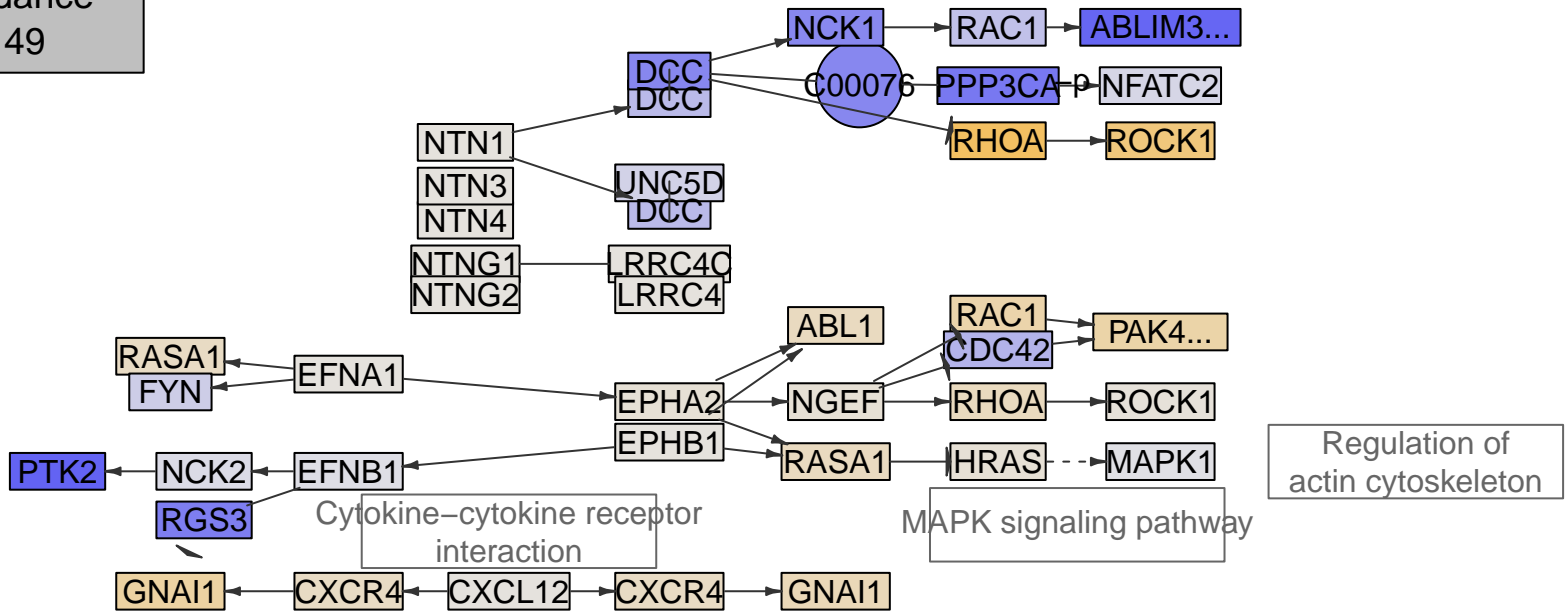 49
NCK1
RAC1
ABLIM3...
DCC
DCC
C00076
PPP3CA
+p
NFATC2
NTN1
RHOA
ROCK1
NTN3
NTN4
UNC5D
DCC
NTNG1
NTNG2
LRRC4C
LRRC4
ABL1
RAC1
CDC42
PAK4...
RASA1
FYN
EFNA1
EPHA2
NGEF
RHOA
ROCK1
EPHB1
PTK2
NCK2
EFNB1
RASA1
HRAS
MAPK1
Regulation of
actin cytoskeleton
RGS3
Cytokine−cytokine receptor
interaction
MAPK signaling pathway
GNAI1
CXCR4
CXCL12
CXCR4
GNAI1